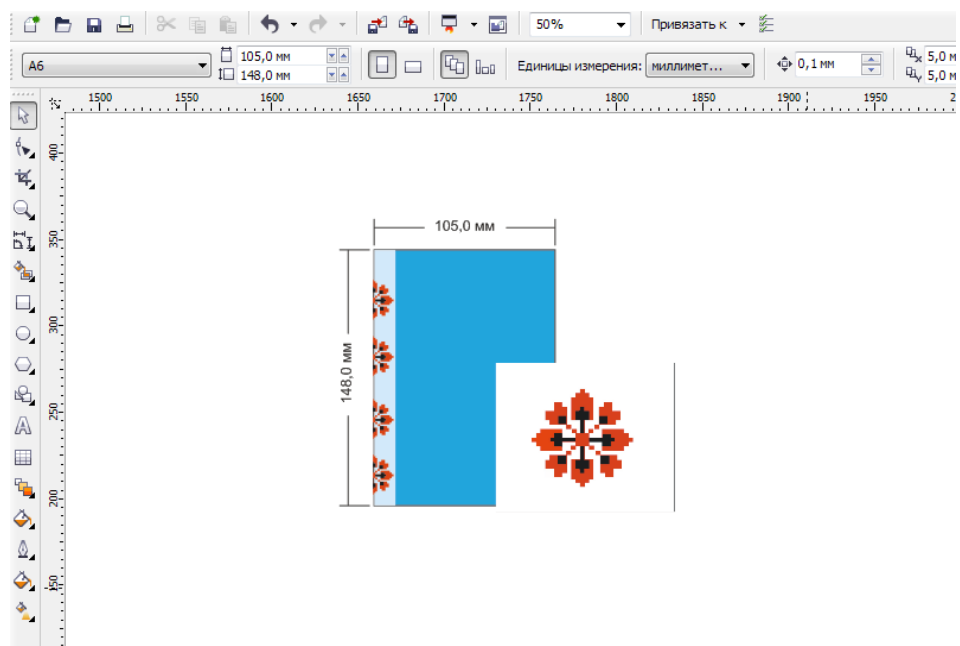 50%
Привязать к
A6
105,0 мм
148,0 мм
Единицы измерения: миллимет...
0,1 мм
5,0 м
5,0 м
1500 1550 1600 1650 1700 1750 1800 1850 1900 1950 2
400
350
300
250
200
150
105,0 мм
148,0 мм